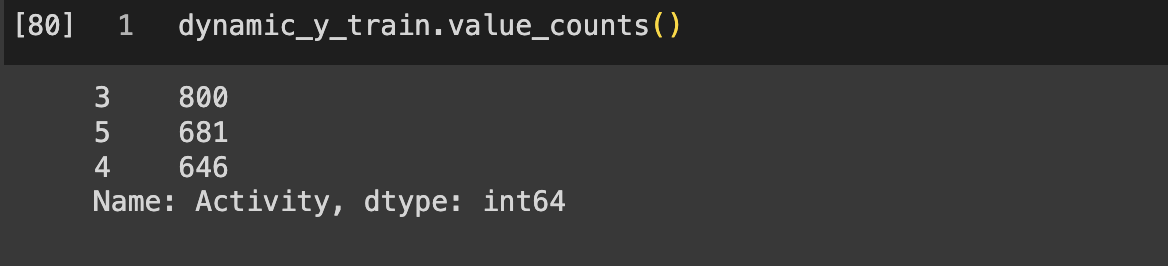 [80] 1 dynamic_y_train.value_counts()
3 800
5 681
4 646
Name: Activity, dtype: int64